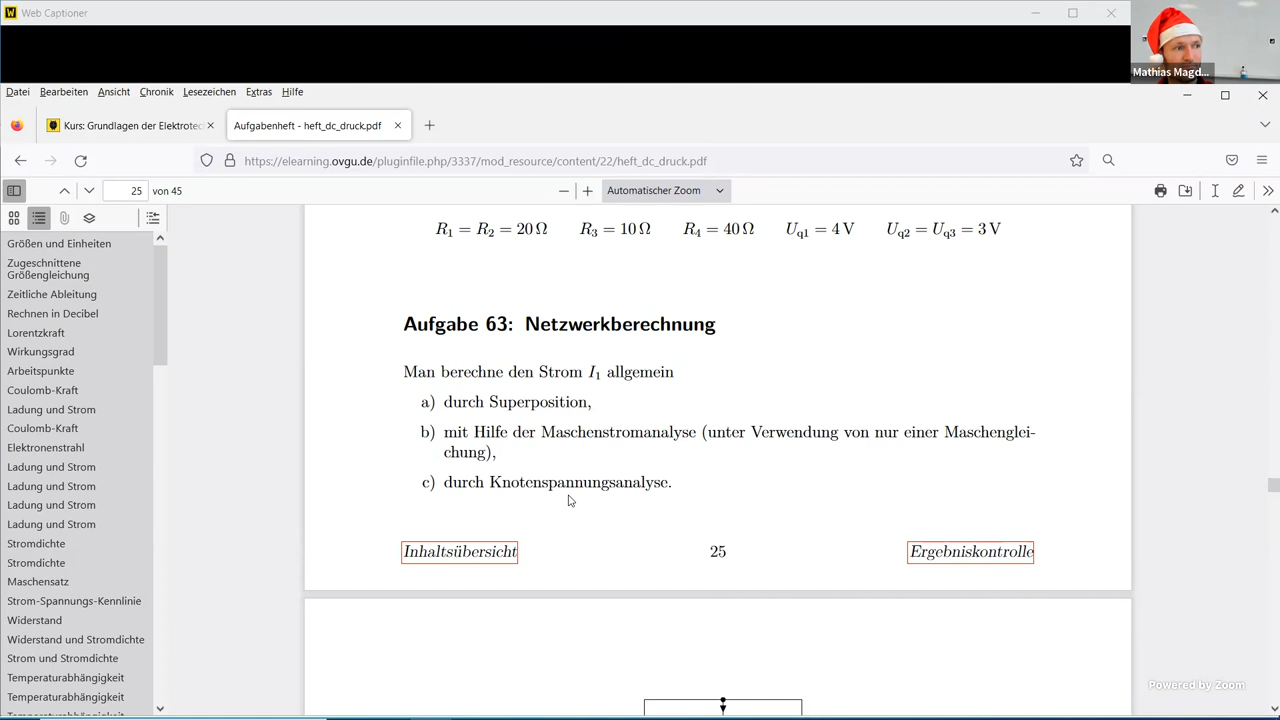 Web Captioner
Mathias Magd...
Datei Bearbeiten Ansicht Chronik Lesezeichen Extras Hilfe
Kurs: Grundlagen der Elektrotec
Aufgabenheft - heft_dc_druck.pdf
https://elearning.ovgu.de/pluginfile.php/3337/mod_resource/content/22/heft_dc_druck.pdf
25 von 45
Automatischer Zoom
Größen und Einheiten
Zugeschnittene
Größengleichung
Zeitliche Ableitung
Rechnen in Decibel
Lorentzkraft
Wirkungsgrad
Arbeitspunkte
Coulomb-Kraft
Ladung und Strom
Coulomb-Kraft
Elektronenstrahl
Ladung und Strom
Ladung und Strom
Ladung und Strom
Ladung und Strom
Stromdichte
Stromdichte
Maschensatz
Strom-Spannungs-Kennlinie
Widerstand
Widerstand und Stromdichte
Strom und Stromdichte
Temperaturabhängigkeit
Temperaturabhängigkeit
R₁ = R₂ = 20 Ω R₃ = 10 Ω R₄ = 40 Ω U_q1 = 4 V U_q2 = U_q3 = 3 V
Aufgabe 63: Netzwerkberechnung
Man berechne den Strom I₁ allgemein
a) durch Superposition,
b) mit Hilfe der Maschenstromanalyse (unter Verwendung von nur einer Maschenglei-
chung),
c) durch Knotenspannungsanalyse.
Inhaltsübersicht 25 Ergebniskontrolle
Powered by Zoom